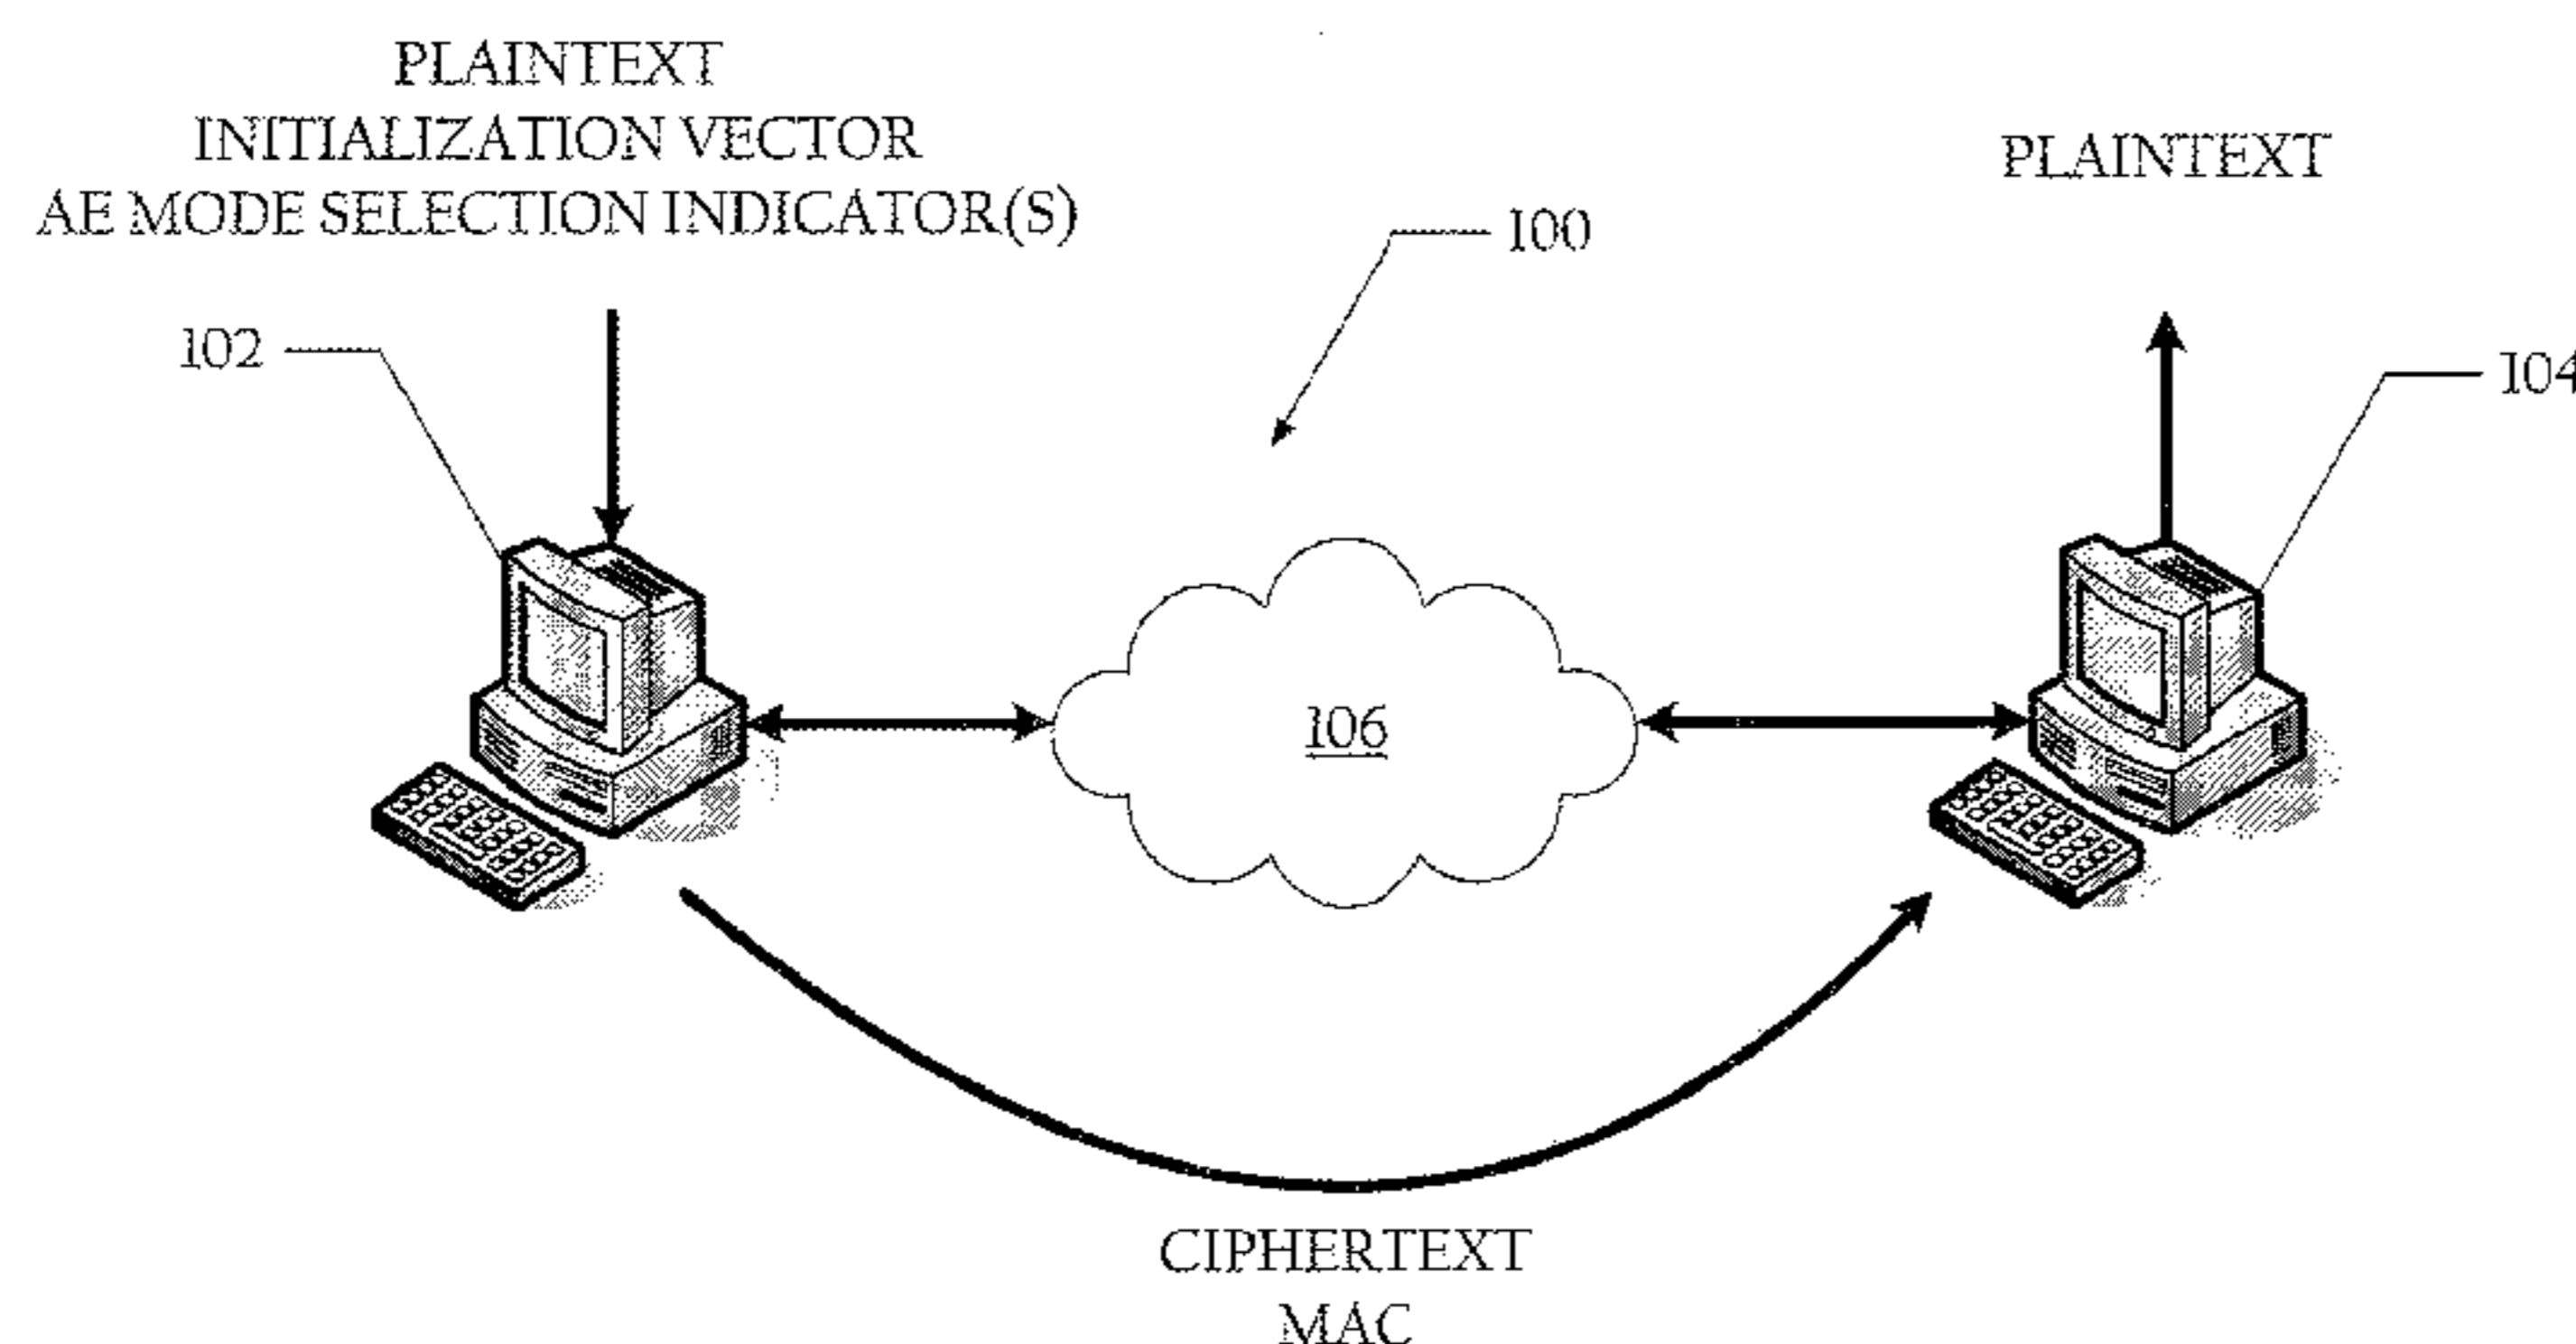 PLAINTEXT
INITIALIZATION VECTOR
AE MODE SELECTION INDICATOR(S)
PLAINTEXT
100
102
104
106
CIPHERTEXT
MAC